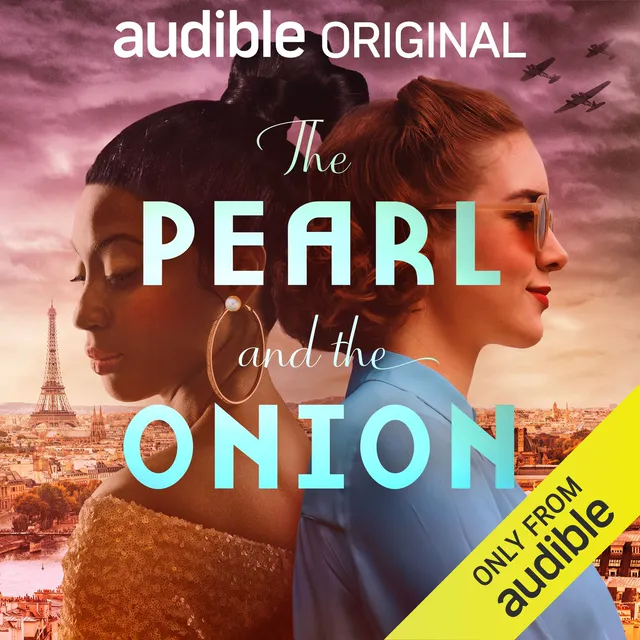 audible ORIGINAL
The
PEARL
and the
ONION
ONLY FROM
audible